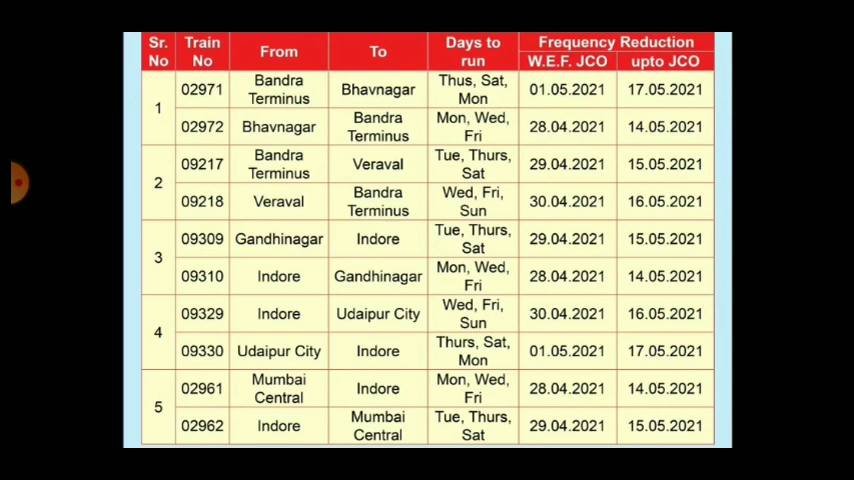 Sr. No Train No From To Days to run Frequency Reduction
W.E.F. JCO upto JCO
1 02971 Bandra Terminus Bhavnagar Thus, Sat, Mon 01.05.2021 17.05.2021
02972 Bhavnagar Bandra Terminus Mon, Wed, Fri 28.04.2021 14.05.2021
2 09217 Bandra Terminus Veraval Tue, Thurs, Sat 29.04.2021 15.05.2021
09218 Veraval Bandra Terminus Wed, Fri, Sun 30.04.2021 16.05.2021
3 09309 Gandhinagar Indore Tue, Thurs, Sat 29.04.2021 15.05.2021
09310 Indore Gandhinagar Mon, Wed, Fri 28.04.2021 14.05.2021
4 09329 Indore Udaipur City Wed, Fri, Sun 30.04.2021 16.05.2021
09330 Udaipur City Indore Thurs, Sat, Mon 01.05.2021 17.05.2021
5 02961 Mumbai Central Indore Mon, Wed, Fri 28.04.2021 14.05.2021
02962 Indore Mumbai Central Tue, Thurs, Sat 29.04.2021 15.05.2021